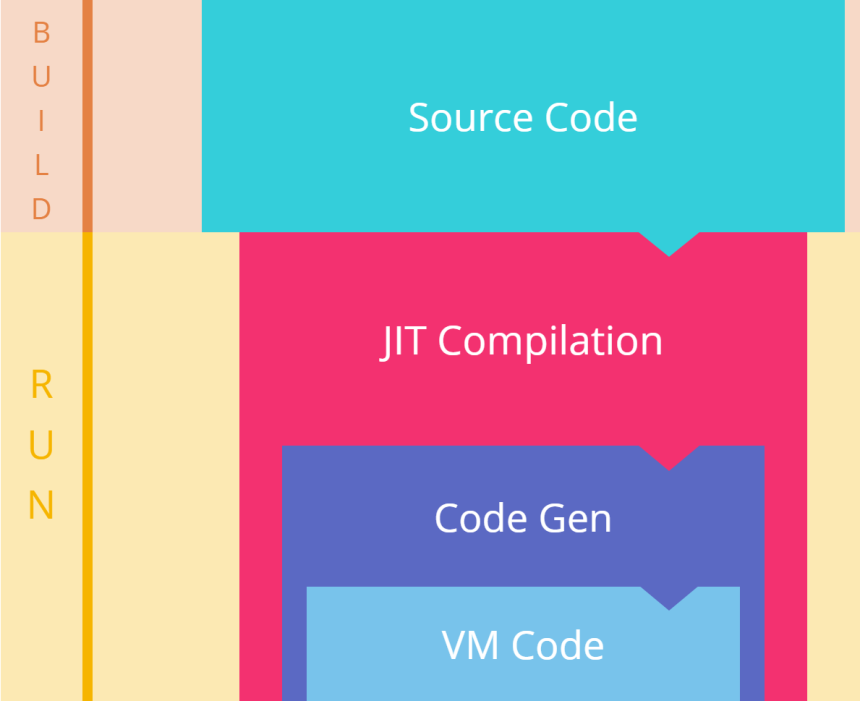 BUILD
Source Code
RUN
JIT Compilation
Code Gen
VM Code